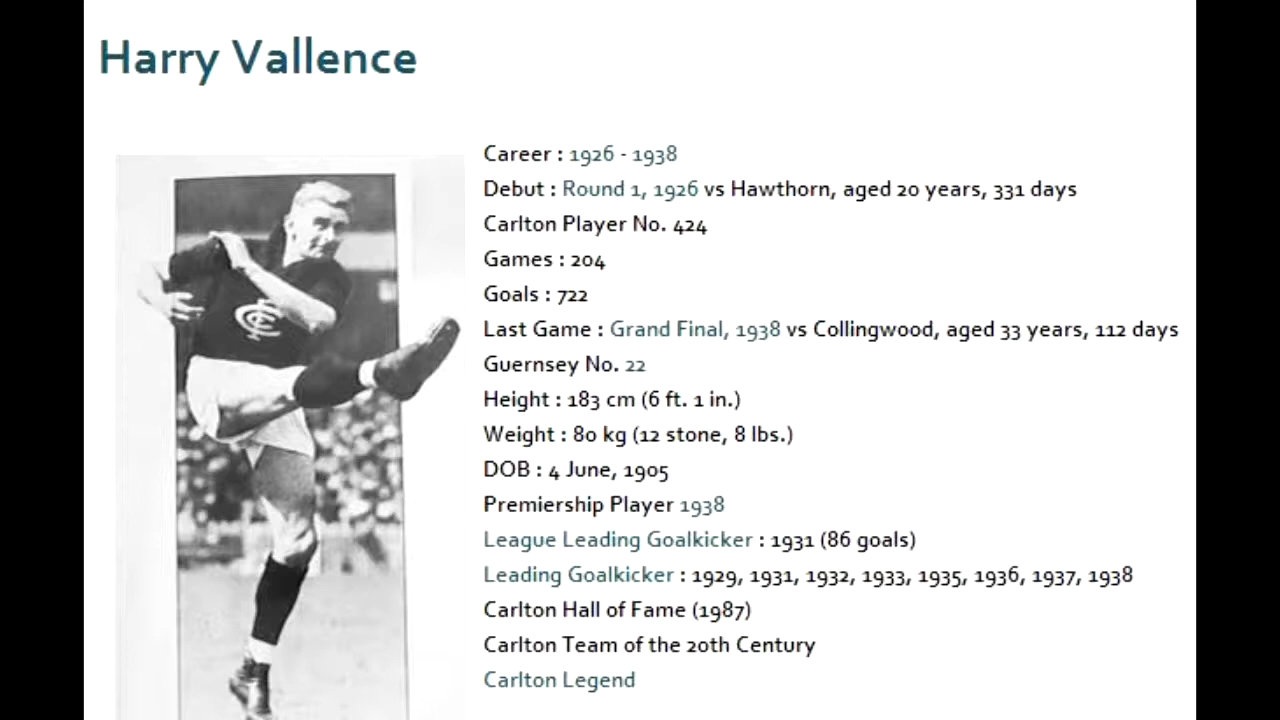 Harry Vallence
Career : 1926 - 1938
Debut : Round 1, 1926 vs Hawthorn, aged 20 years, 331 days
Carlton Player No. 424
Games : 204
Goals : 722
Last Game : Grand Final, 1938 vs Collingwood, aged 33 years, 112 days
Guernsey No. 22
Height : 183 cm (6 ft. 1 in.)
Weight : 80 kg (12 stone, 8 lbs.)
DOB : 4 June, 1905
Premiership Player 1938
League Leading Goalkicker : 1931 (86 goals)
Leading Goalkicker : 1929, 1931, 1932, 1933, 1935, 1936, 1937, 1938
Carlton Hall of Fame (1987)
Carlton Team of the 20th Century
Carlton Legend